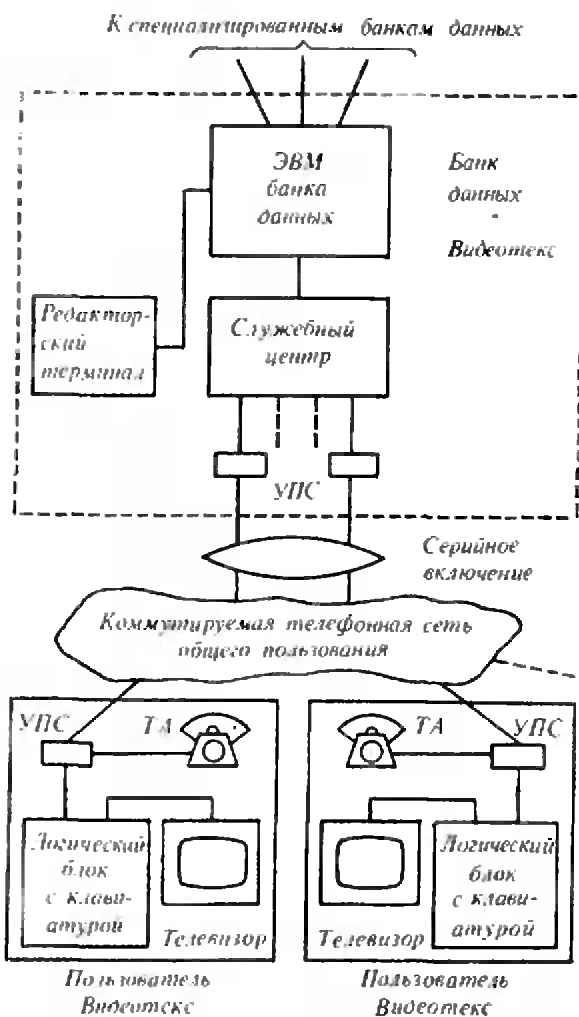 К специализированным банкам данных
ЭВМ
банка
данных
Банк
данных
Видеотекс
Редактор-
ский
терминал
Служебный
центр
УПС
Серийное
включение
Коммутируемая телефонная сеть
общего пользования
УПС
ТА
Логический
блок
с клави-
атурой
Телевизор
Пользователь
Видеотекс
ТА
УПС
Телевизор
Логический
блок
с клави-
атурой
Пользователь
Видеотекс